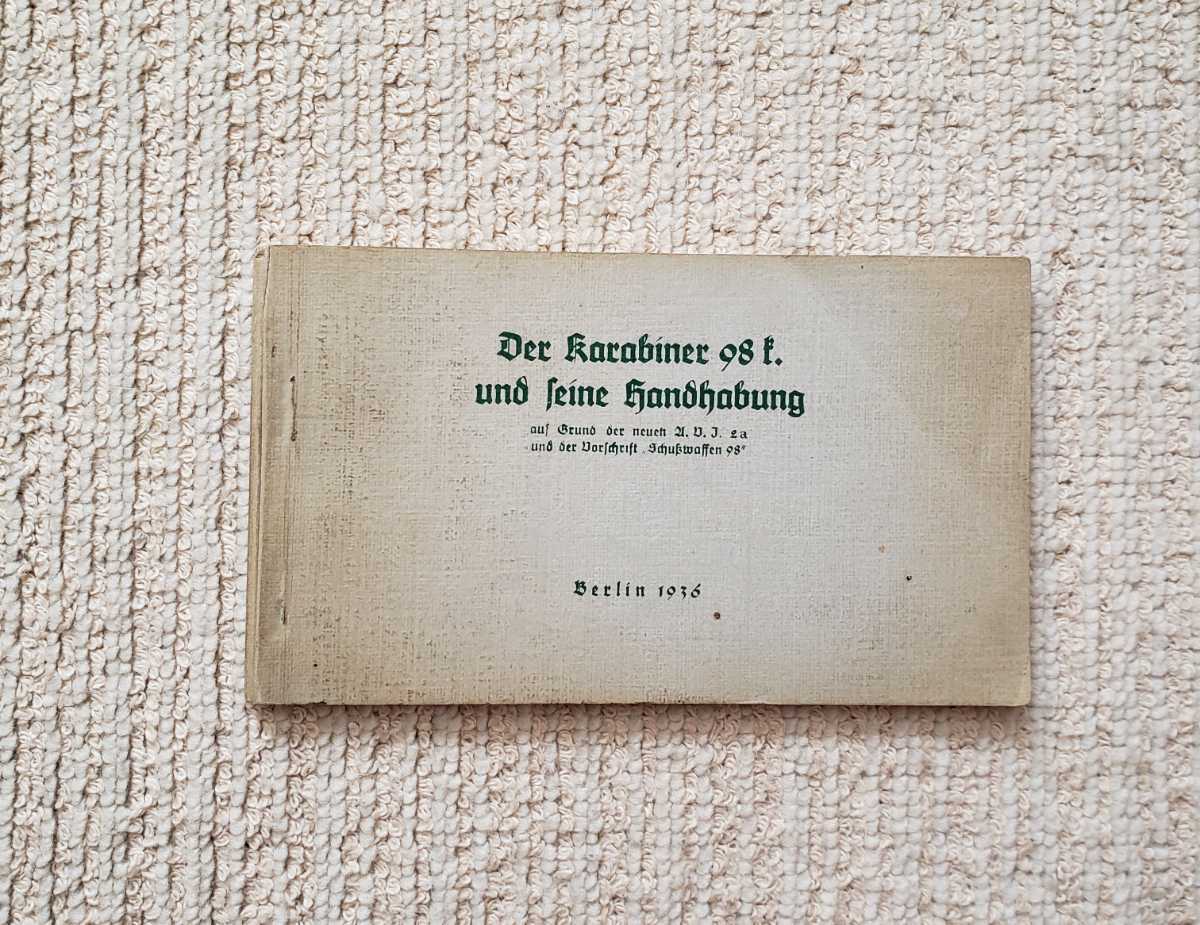 Der Karabiner 98 k.
und seine Handhabung
auf Grund der neuen A. V. I. 2a
und der Vorschrift „Schußwaffen 98"
Berlin 1936